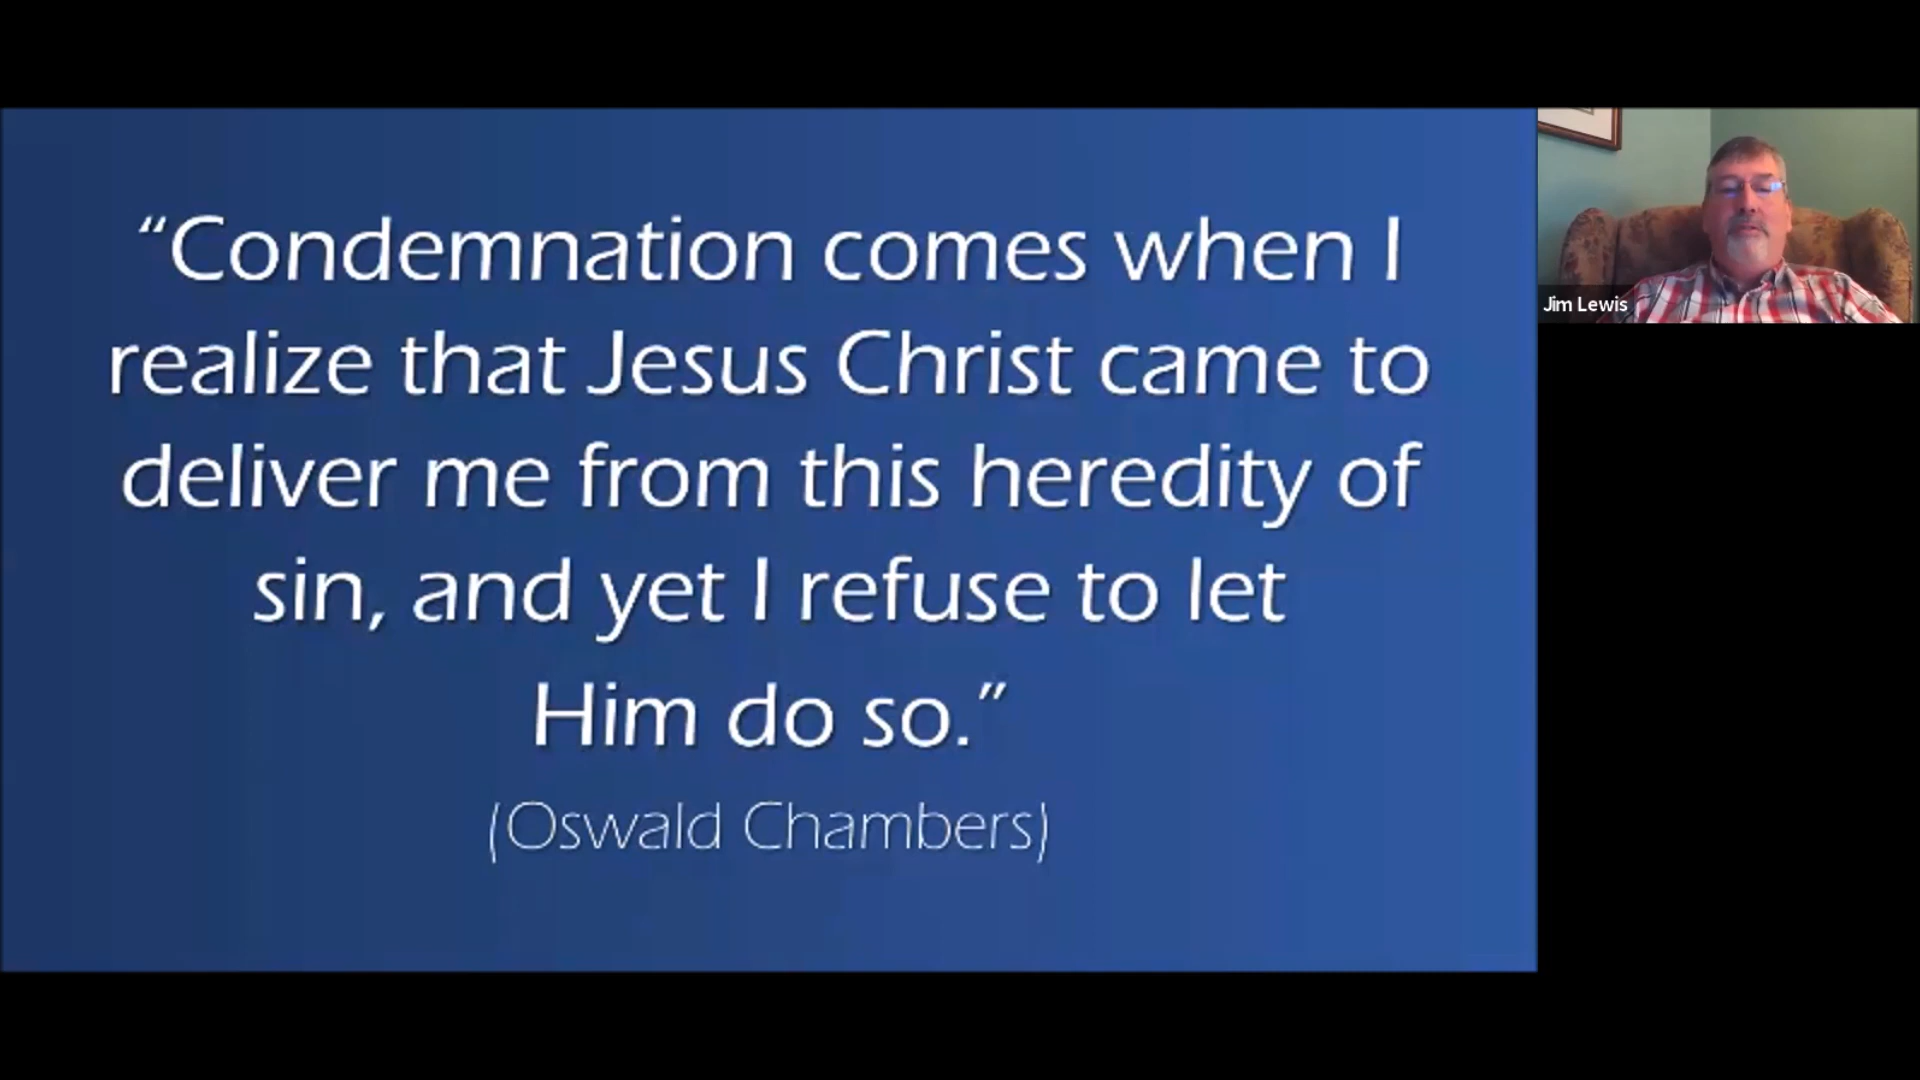 “Condemnation comes when I
realize that Jesus Christ came to
deliver me from this heredity of
sin, and yet I refuse to let
Him do so.”
(Oswald Chambers)
Jim Lewis